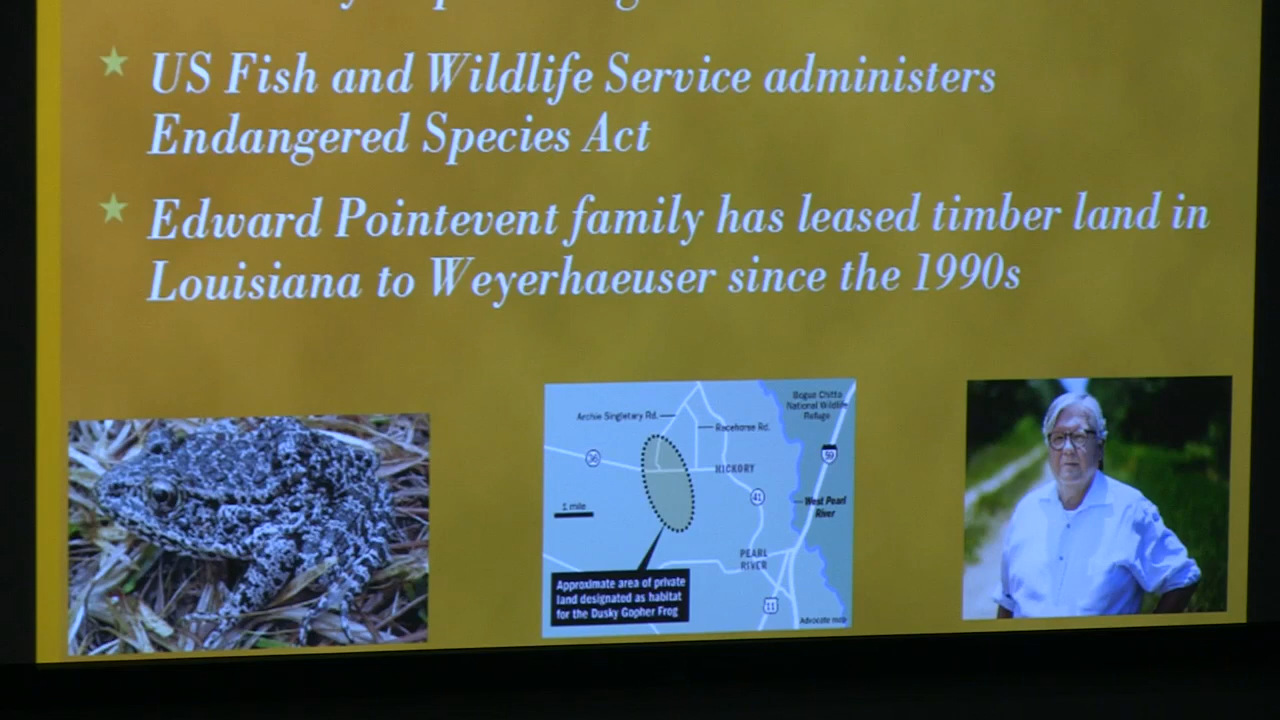 US Fish and Wildlife Service administers
Endangered Species Act
Edward Pointevent family has leased timber land in
Louisiana to Weyerhaeuser since the 1990s
Archie Singletary Rd.
Bogue Chitto
National Wildlife
Refuge
Racehorse Rd.
36
59
HICKORY
41
1 mile
West Pearl
River
PEARL
RIVER
Approximate area of private
land designated as habitat
for the Dusky Gopher Frog
11
Advocate map